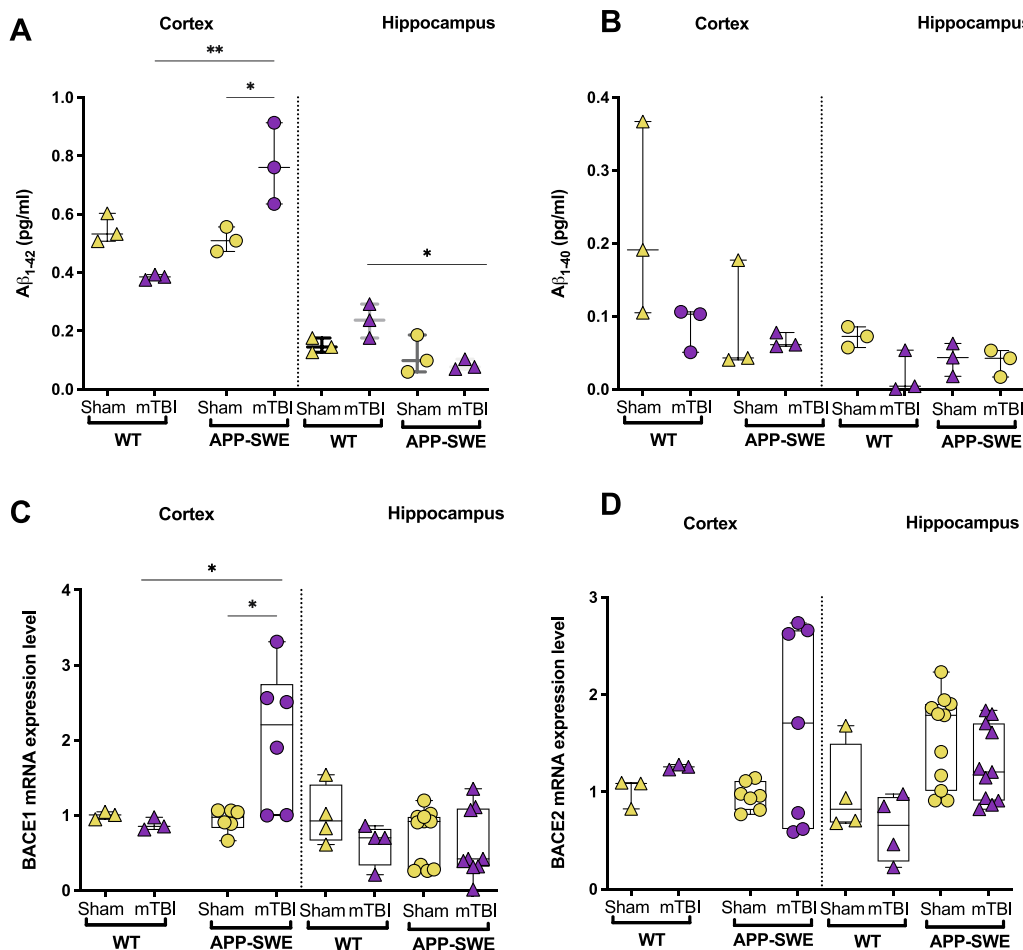 A
Cortex
Hippocampus
**
*
*
Aβ1-42 (pg/ml)
1.0
0.8
0.6
0.4
0.2
0.0
Sham mTBI Sham mTBI Sham mTBI Sham mTBI
WT APP-SWE WT APP-SWE
B
Cortex
Hippocampus
Aβ1-40 (pg/ml)
0.4
0.3
0.2
0.1
0.0
Sham mTBI Sham mTBI Sham mTBI Sham mTBI
WT APP-SWE WT APP-SWE
C
Cortex
Hippocampus
*
*
BACE1 mRNA expression level
4
3
2
1
0
Sham mTBI Sham mTBI Sham mTBI Sham mTBI
WT APP-SWE WT APP-SWE
D
Cortex
Hippocampus
BACE2 mRNA expression level
3
2
1
0
Sham mTBI Sham mTBI Sham mTBI Sham mTBI
WT APP-SWE WT APP-SWE